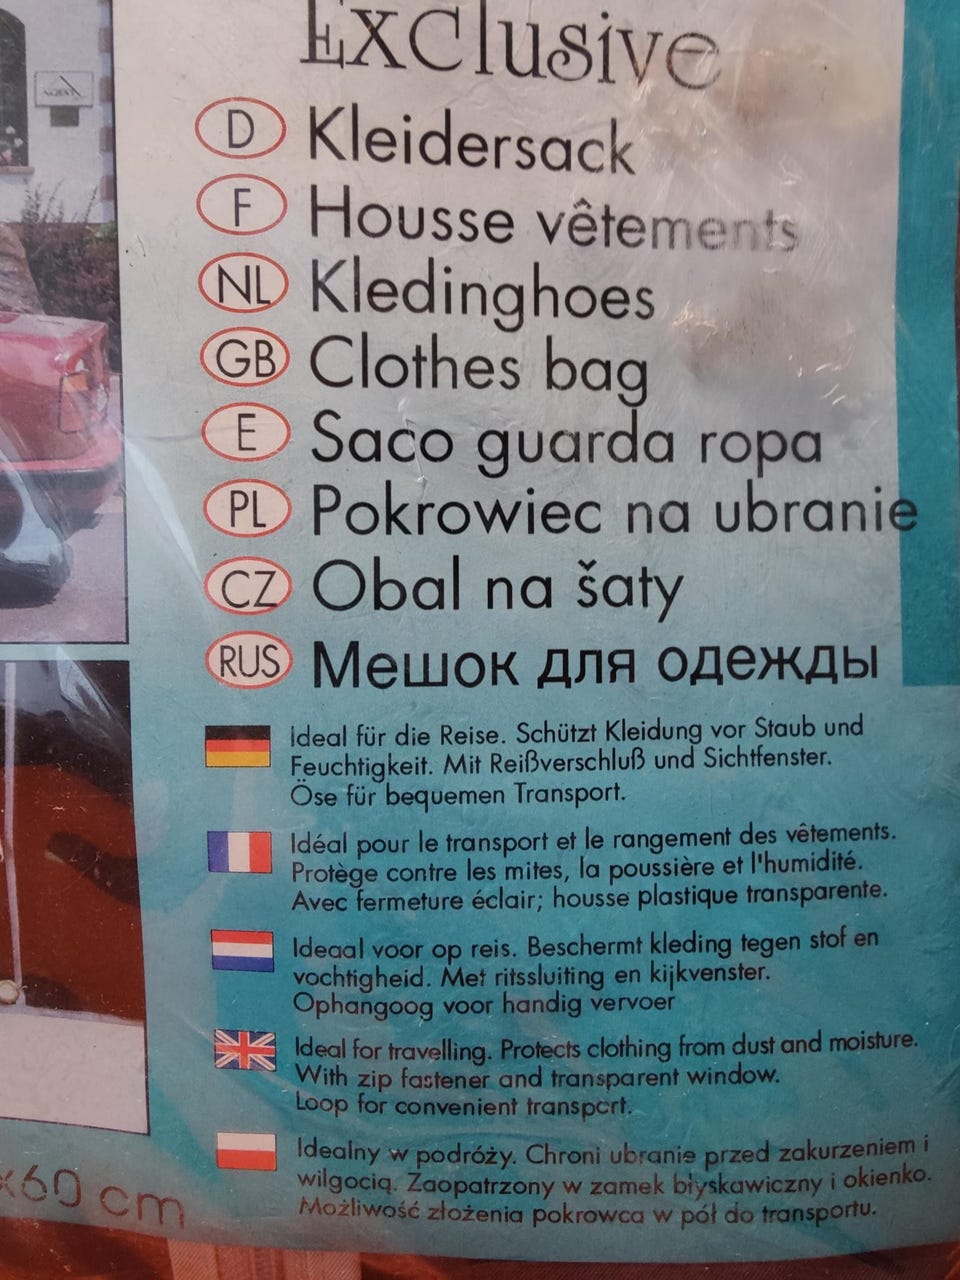 Exclusive
D Kleidersack
F Housse vêtements
NL Kledinghoes
GB Clothes bag
E Saco guarda ropa
PL Pokrowiec na ubranie
CZ Obal na šaty
RUS Мешок для одежды
Ideal für die Reise. Schützt Kleidung vor Staub und
Feuchtigkeit. Mit Reißverschluß und Sichtfenster.
Öse für bequemen Transport.
Idéal pour le transport et le rangement des vêtements.
Protège contre les mites, la poussière et l'humidité.
Avec fermeture éclair; housse plastique transparente.
Ideaal voor op reis. Beschermt kleding tegen stof en
vochtigheid. Met ritssluiting en kijkvenster.
Ophangoog voor handig vervoer
Ideal for travelling. Protects clothing from dust and moisture.
With zip fastener and transparent window.
Loop for convenient transport.
Idealny w podróży. Chroni ubranie przed zakurzeniem i
wilgocią. Zaopatrzony w zamek błyskawiczny i okienko.
Możliwość złożenia pokrowca w pół do transportu.
x60 cm